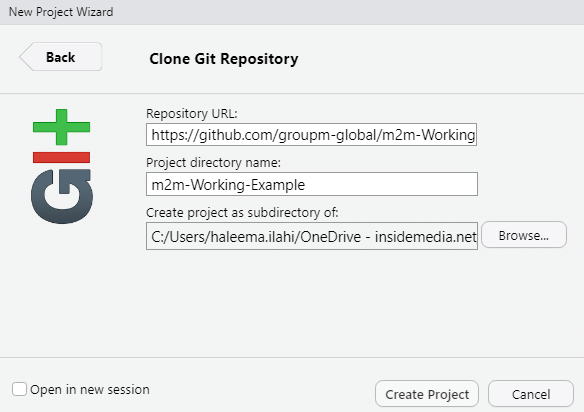 New Project Wizard
Back
Clone Git Repository
Repository URL:
https://github.com/groupm-global/m2m-Working
Project directory name:
m2m-Working-Example
Create project as subdirectory of:
C:/Users/haleema.ilahi/OneDrive - insidemedia.net
Browse...
GIT
Open in new session
Create Project
Cancel